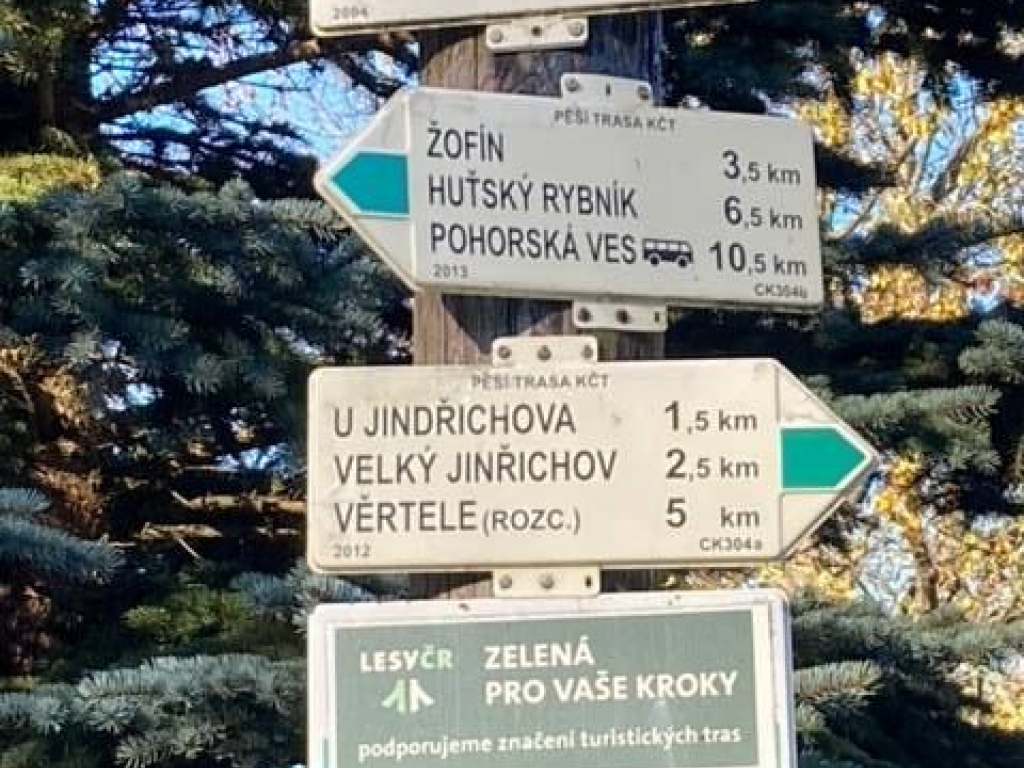 2004
PĚŠÍ TRASA KČT
ŽOFÍN 3,5 km
HUŤSKÝ RYBNÍK 6,5 km
POHORSKÁ VES 10,5 km
2013 CK304b
PĚŠÍ TRASA KČT
U JINDŘICHOVA 1,5 km
VELKÝ JINŘICHOV 2,5 km
VĚRTELE (ROZC.) 5 km
2012 CK304a
LESYČR ZELENÁ
PRO VAŠE KROKY
podporujeme značení turistických tras